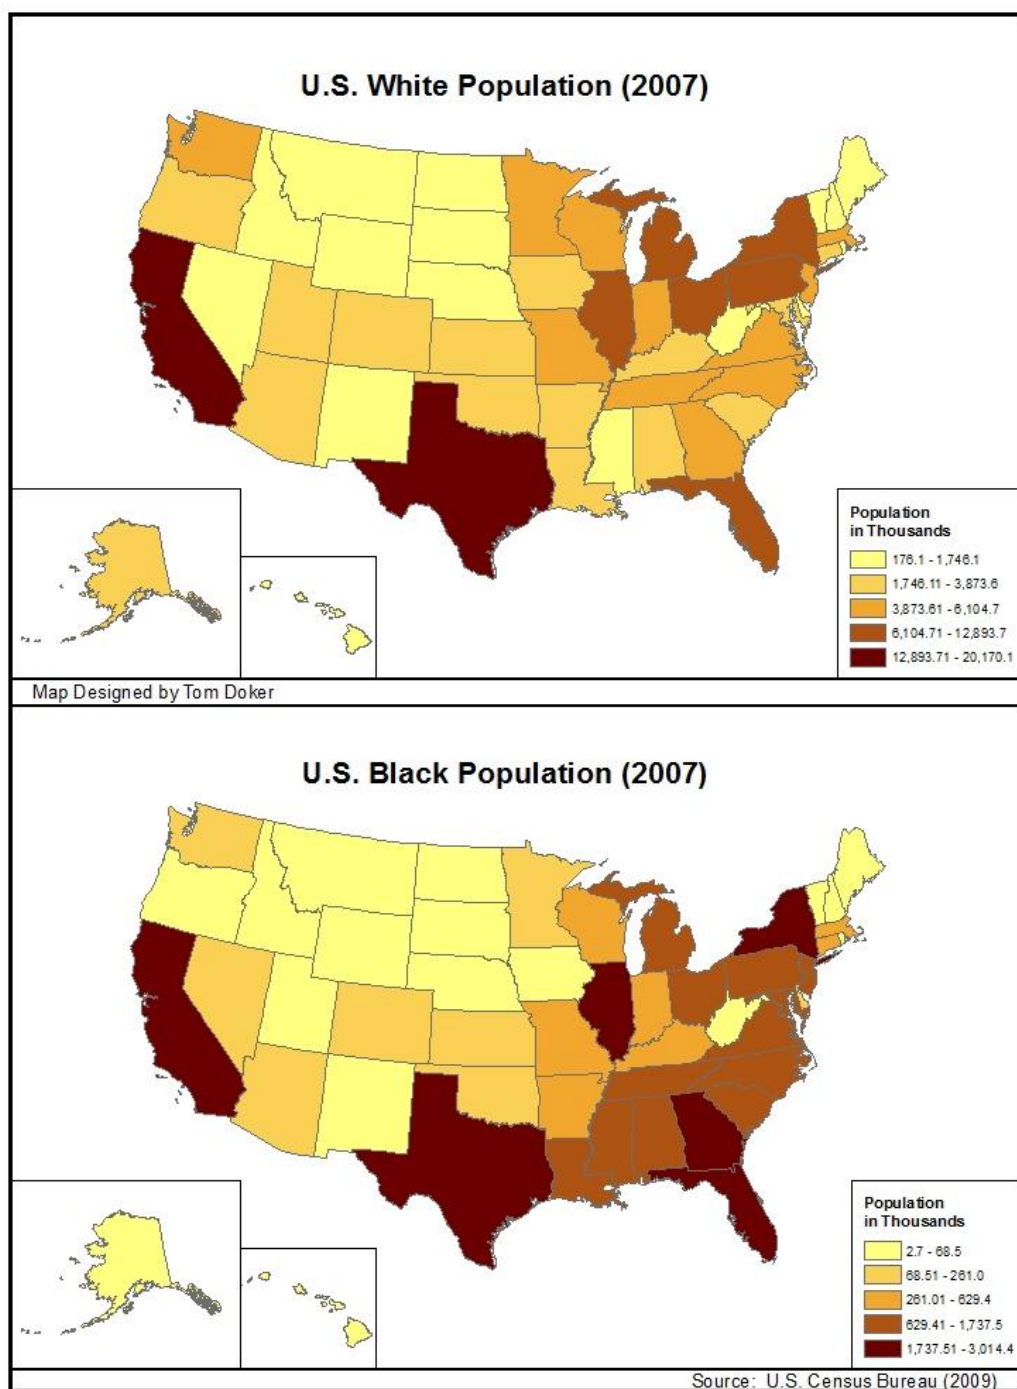 U.S. White Population (2007)
Population
in Thousands
176.1 - 1,746.1
1,746.11 - 3,873.6
3,873.61 - 6,104.7
6,104.71 - 12,893.7
12,893.71 - 20,170.1
Map Designed by Tom Doker
U.S. Black Population (2007)
Population
in Thousands
2.7 - 68.5
68.51 - 261.0
261.01 - 629.4
629.41 - 1,737.5
1,737.51 - 3,014.4
Source: U.S. Census Bureau (2009)